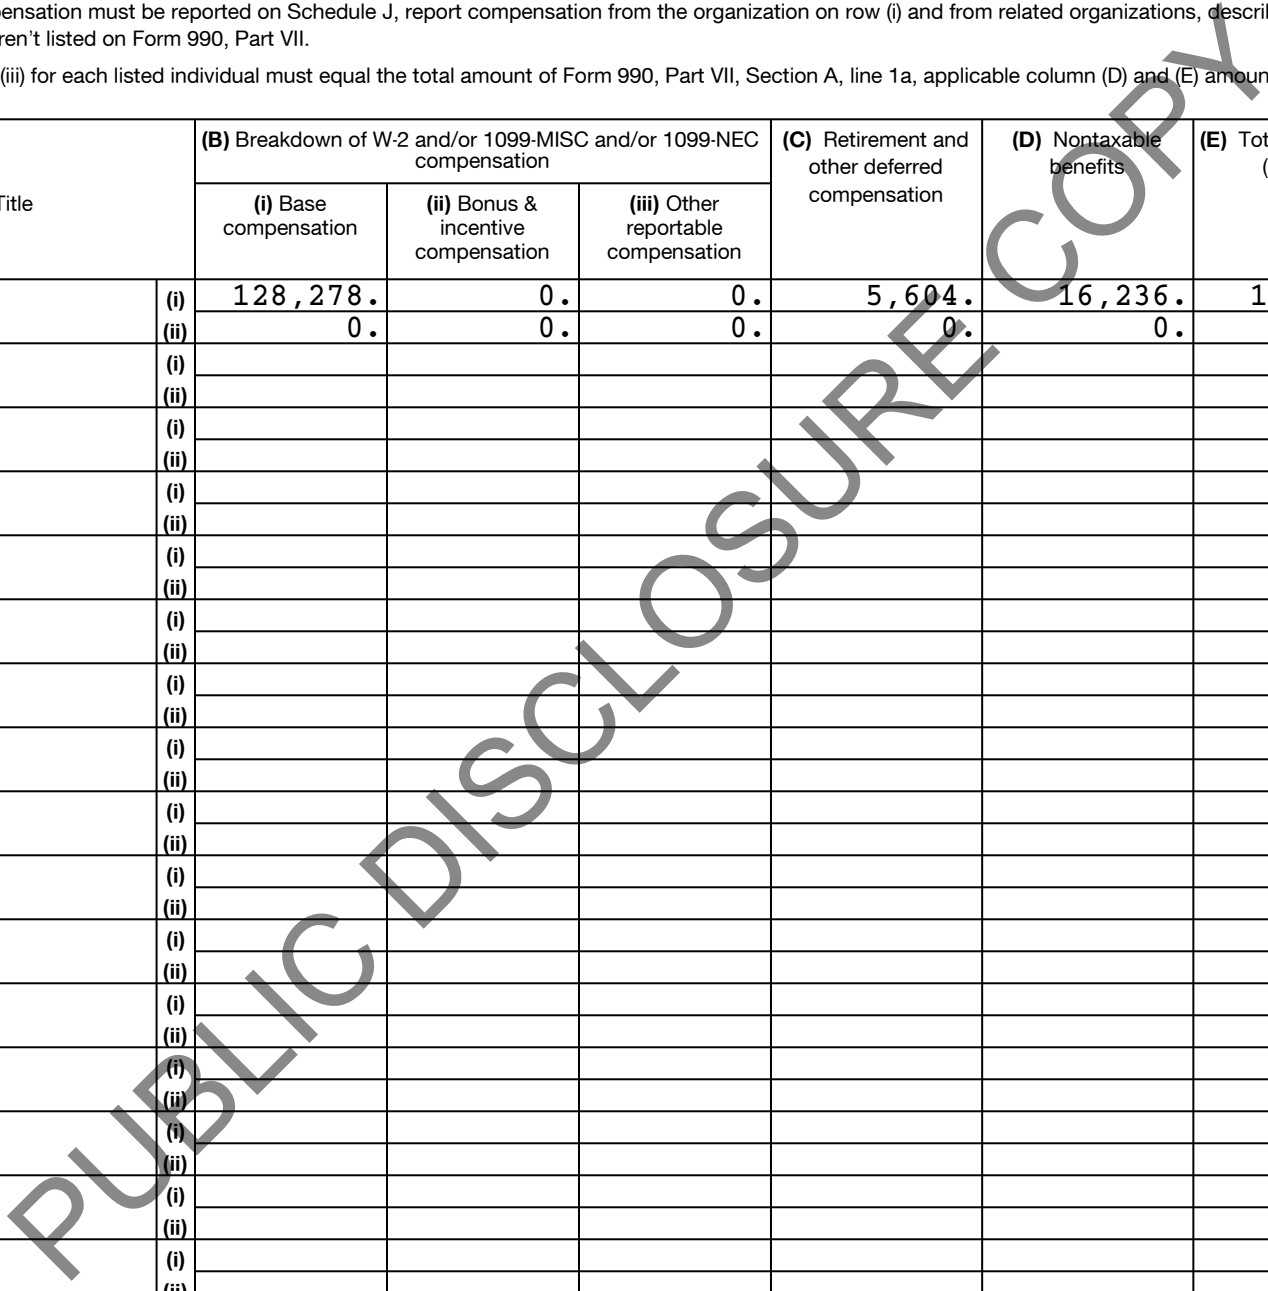 pensation must be reported on Schedule J, report compensation from the organization on row (i) and from related organizations, descri
ren't listed on Form 990, Part VII.
(iii) for each listed individual must equal the total amount of Form 990, Part VII, Section A, line 1a, applicable column (D) and (E) amoun
(B) Breakdown of W-2 and/or 1099-MISC and/or 1099-NEC compensation
(C) Retirement and other deferred compensation
(D) Nontaxable benefits
(E) Tot
(
Title
(i) Base compensation
(ii) Bonus & incentive compensation
(iii) Other reportable compensation
(i) 128,278. 0. 0. 5,604. 16,236. 1
(ii) 0. 0. 0. 0. 0.
(i)
(ii)
(i)
(ii)
(i)
(ii)
(i)
(ii)
(i)
(ii)
(i)
(ii)
(i)
(ii)
(i)
(ii)
(i)
(ii)
(i)
(ii)
(i)
(ii)
(i)
(ii)
(i)
(ii)
(i)
(ii)
(i)
(ii)
PUBLIC DISCLOSURE COPY